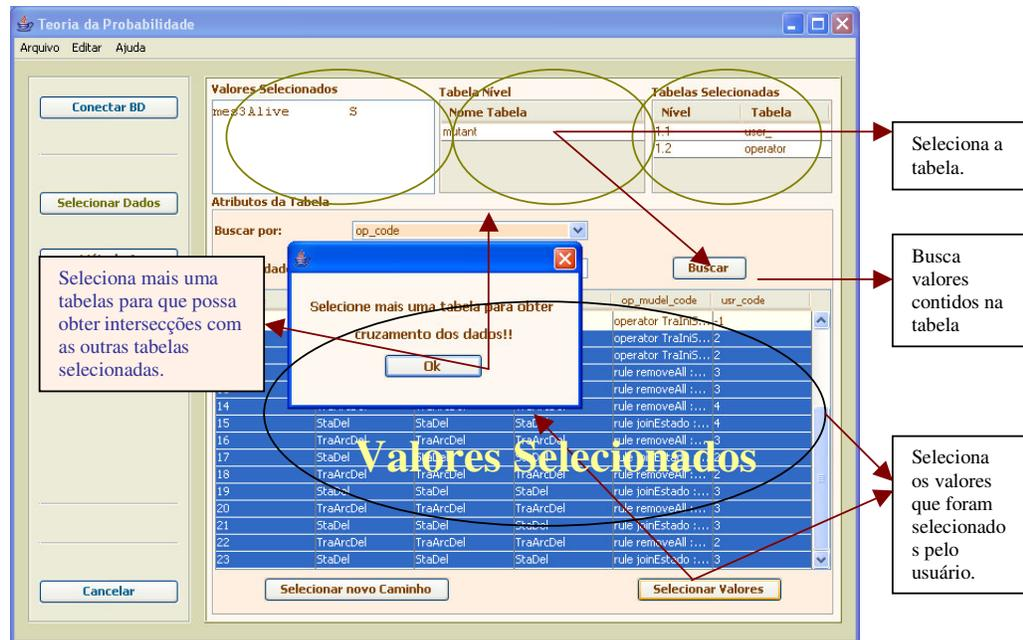 Teoria da Probabilidade
Arquivo Editar Ajuda
Conectar BD
Selecionar Dados
Cancelar
Valores Selecionados
mes3Alive S
Tabela Nível
Nome Tabela
mutant
Tabelas Selecionadas
Nível Tabela
1.1 user_
1.2 operator
Atributos da Tabela
Buscar por: op_code
Buscar
Selecione mais uma tabela para obter
cruzamento dos dados!!
Ok
op_mudel_code usr_code
operator TraIniS... -1
operator TraIniS... 2
operator TraIniS... 2
rule removeAll :... 3
rule removeAll :... 3
14 TraArcDel TraArcDel TraArcDel rule removeAll :... 4
15 StaDel StaDel StaDel rule joinEstado :... 4
16 TraArcDel TraArcDel TraArcDel rule removeAll :... 3
17 StaDel StaDel StaDel rule joinEstado :... 2
18 TraArcDel TraArcDel TraArcDel rule removeAll :... 2
19 StaDel StaDel StaDel rule joinEstado :... 3
20 TraArcDel TraArcDel TraArcDel rule removeAll :... 3
21 StaDel StaDel StaDel rule joinEstado :... 3
22 TraArcDel TraArcDel TraArcDel rule removeAll :... 2
23 StaDel StaDel StaDel rule joinEstado :... 3
Valores Selecionados
Selecionar novo Caminho
Selecionar Valores
Seleciona mais uma
tabelas para que possa
obter intersecções com
as outras tabelas
selecionadas.
Seleciona a
tabela.
Busca
valores
contidos na
tabela
Seleciona
os valores
que foram
selecionado
s pelo
usuário.